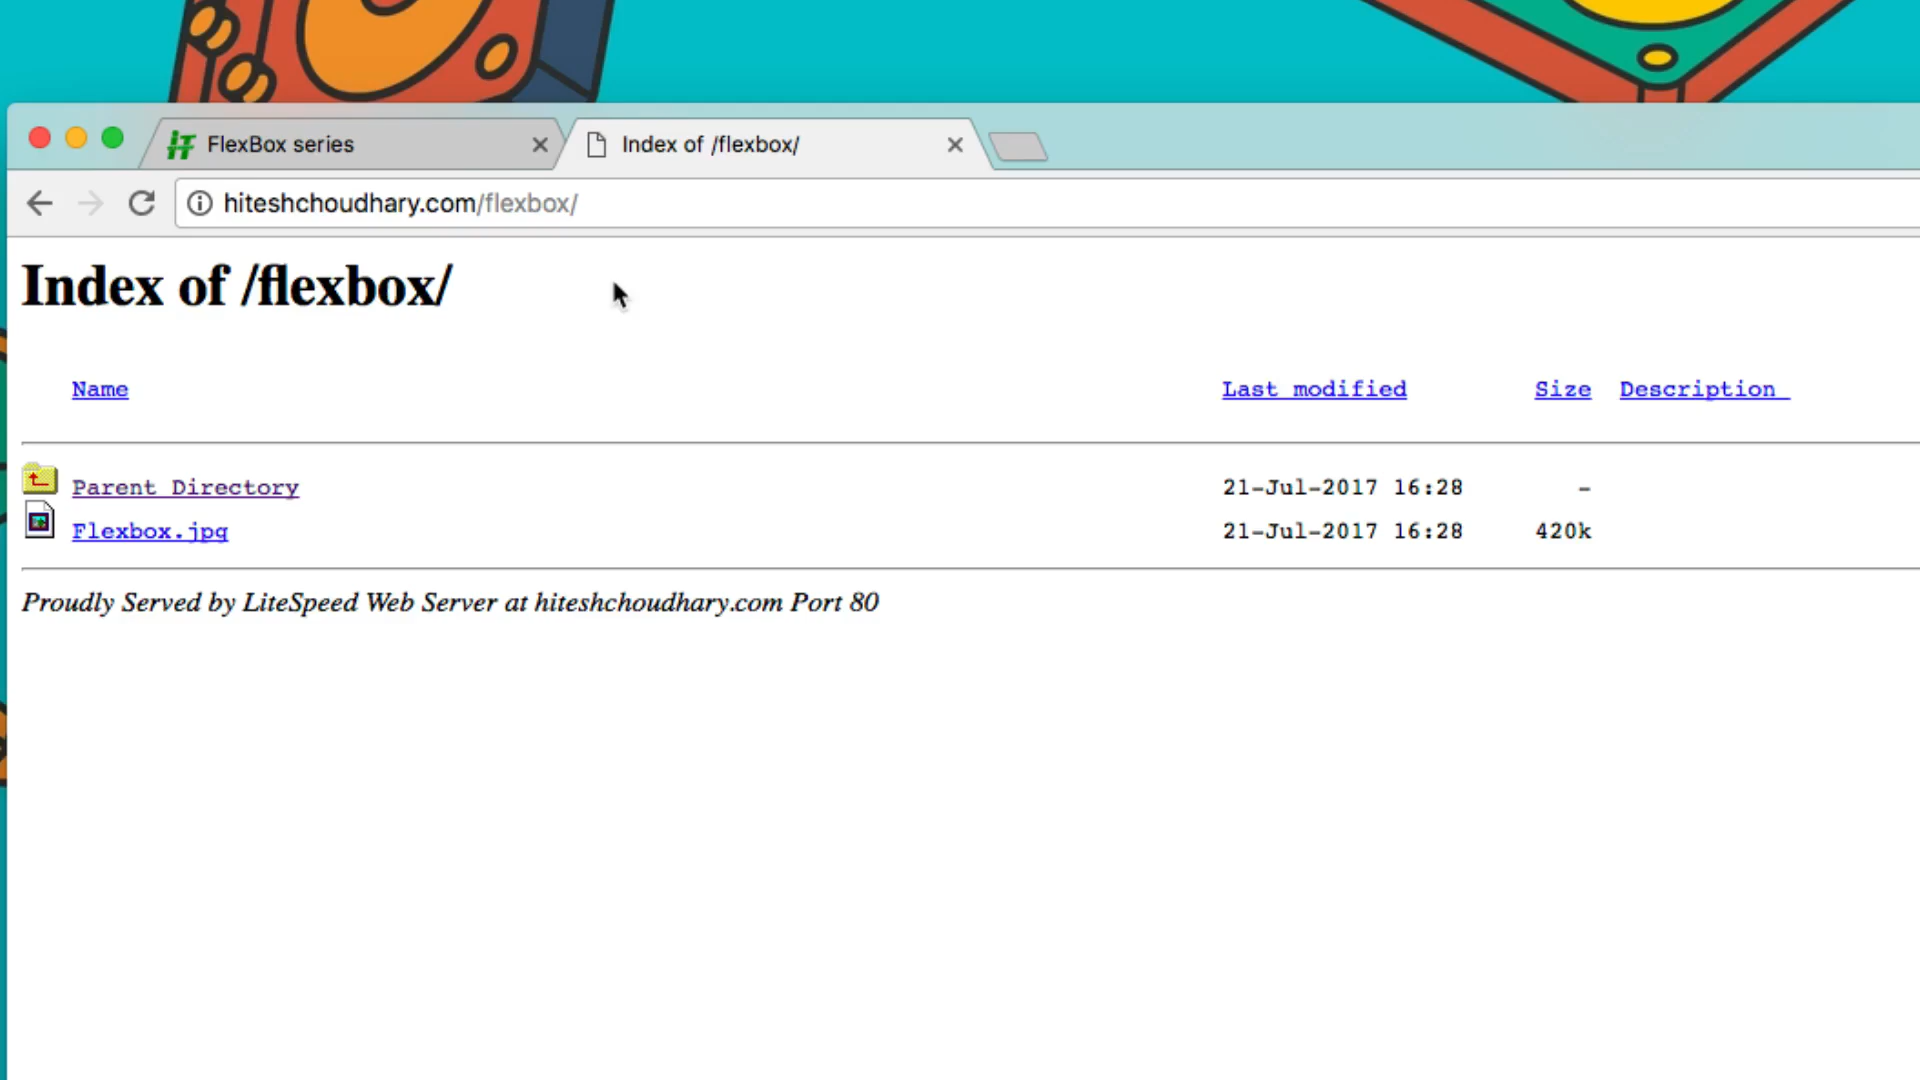 FlexBox series
Index of /flexbox/
hiteshchoudhary.com/flexbox/
Index of /flexbox/
Name Last modified Size Description
Parent Directory 21-Jul-2017 16:28 -
Flexbox.jpg 21-Jul-2017 16:28 420k
Proudly Served by LiteSpeed Web Server at hiteshchoudhary.com Port 80